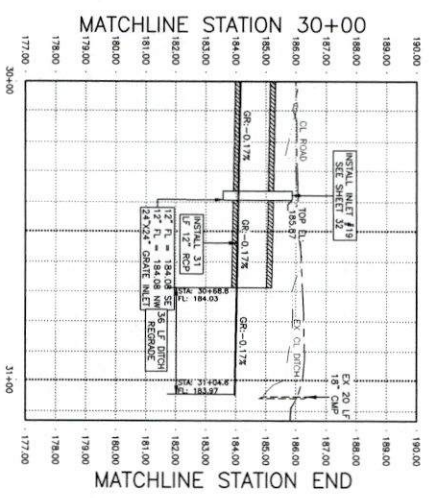 MATCHLINE STATION 30+00
177.00
178.00
179.00
180.00
181.00
182.00
183.00
184.00
185.00
186.00
187.00
188.00
189.00
190.00
30+00
INSTALL INLET #19
SEE SHEET 32
CL ROAD
TOP EL.
185.87
EX CL DITCH
EX 20 LF
18" CMP
GR:-0.17%
GR:-0.17%
GR:-0.17%
INSTALL 31
LF 12" RCP
12" FL = 184.08 SE
12" FL = 184.08 NW
24"X24" GRATE INLET
STA: 30+68.6
FL: 184.03
36 LF DITCH
REGRADE
STA: 31+04.6
FL: 183.97
31+00
177.00
178.00
179.00
180.00
181.00
182.00
183.00
184.00
185.00
186.00
187.00
188.00
189.00
190.00
MATCHLINE STATION END